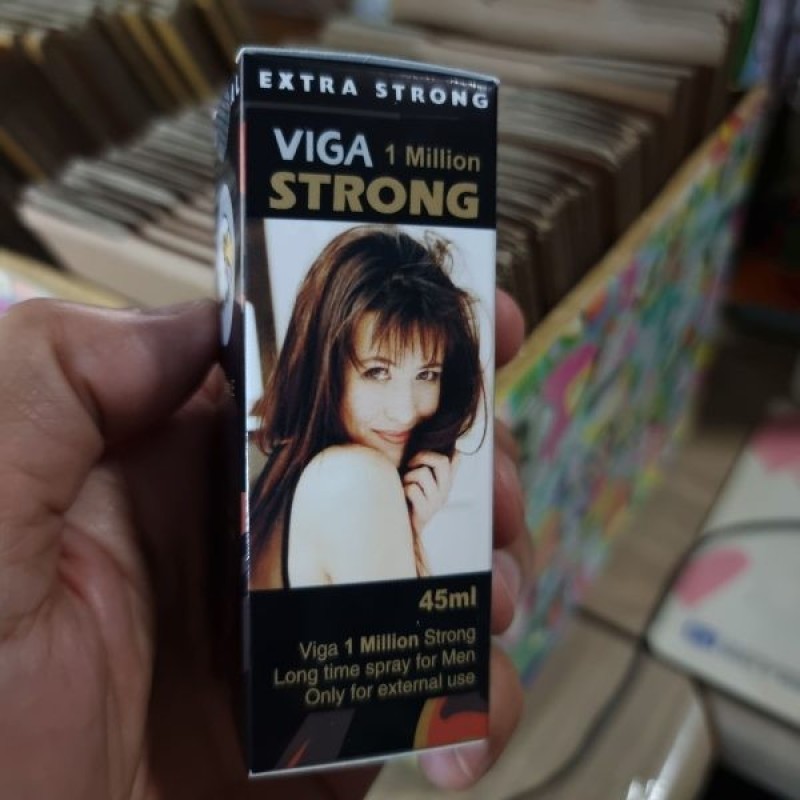 EXTRA STRONG
VIGA 1 Million
STRONG
45ml
Viga 1 Million Strong
Long time spray for Men
Only for external use